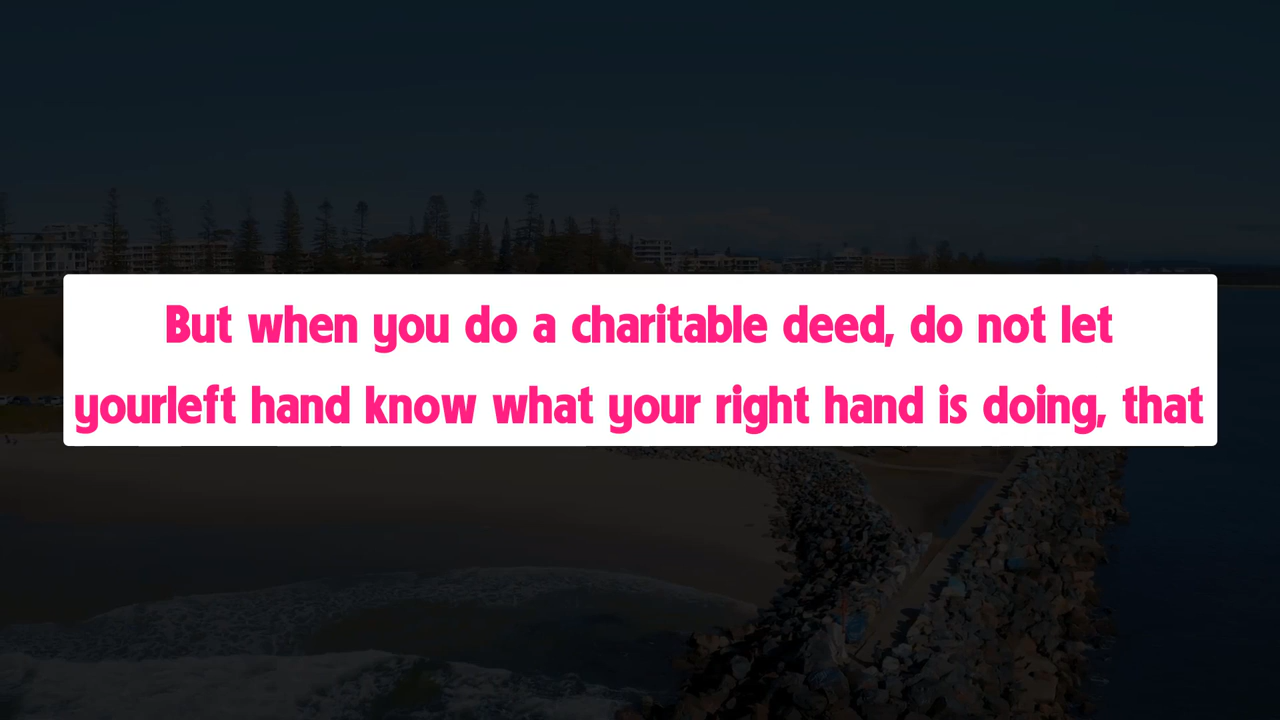 But when you do a charitable deed, do not let
yourleft hand know what your right hand is doing, that